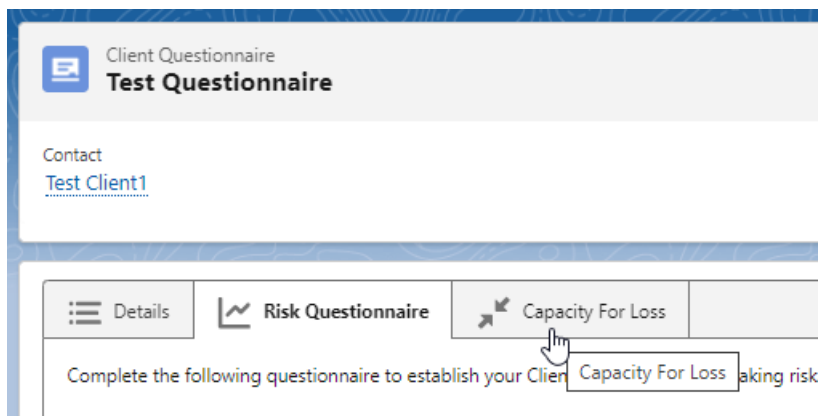 Client Questionnaire
Test Questionnaire
Contact
Test Client1
Details Risk Questionnaire Capacity For Loss
Complete the following questionnaire to establish your Clien Capacity For Loss aking risk